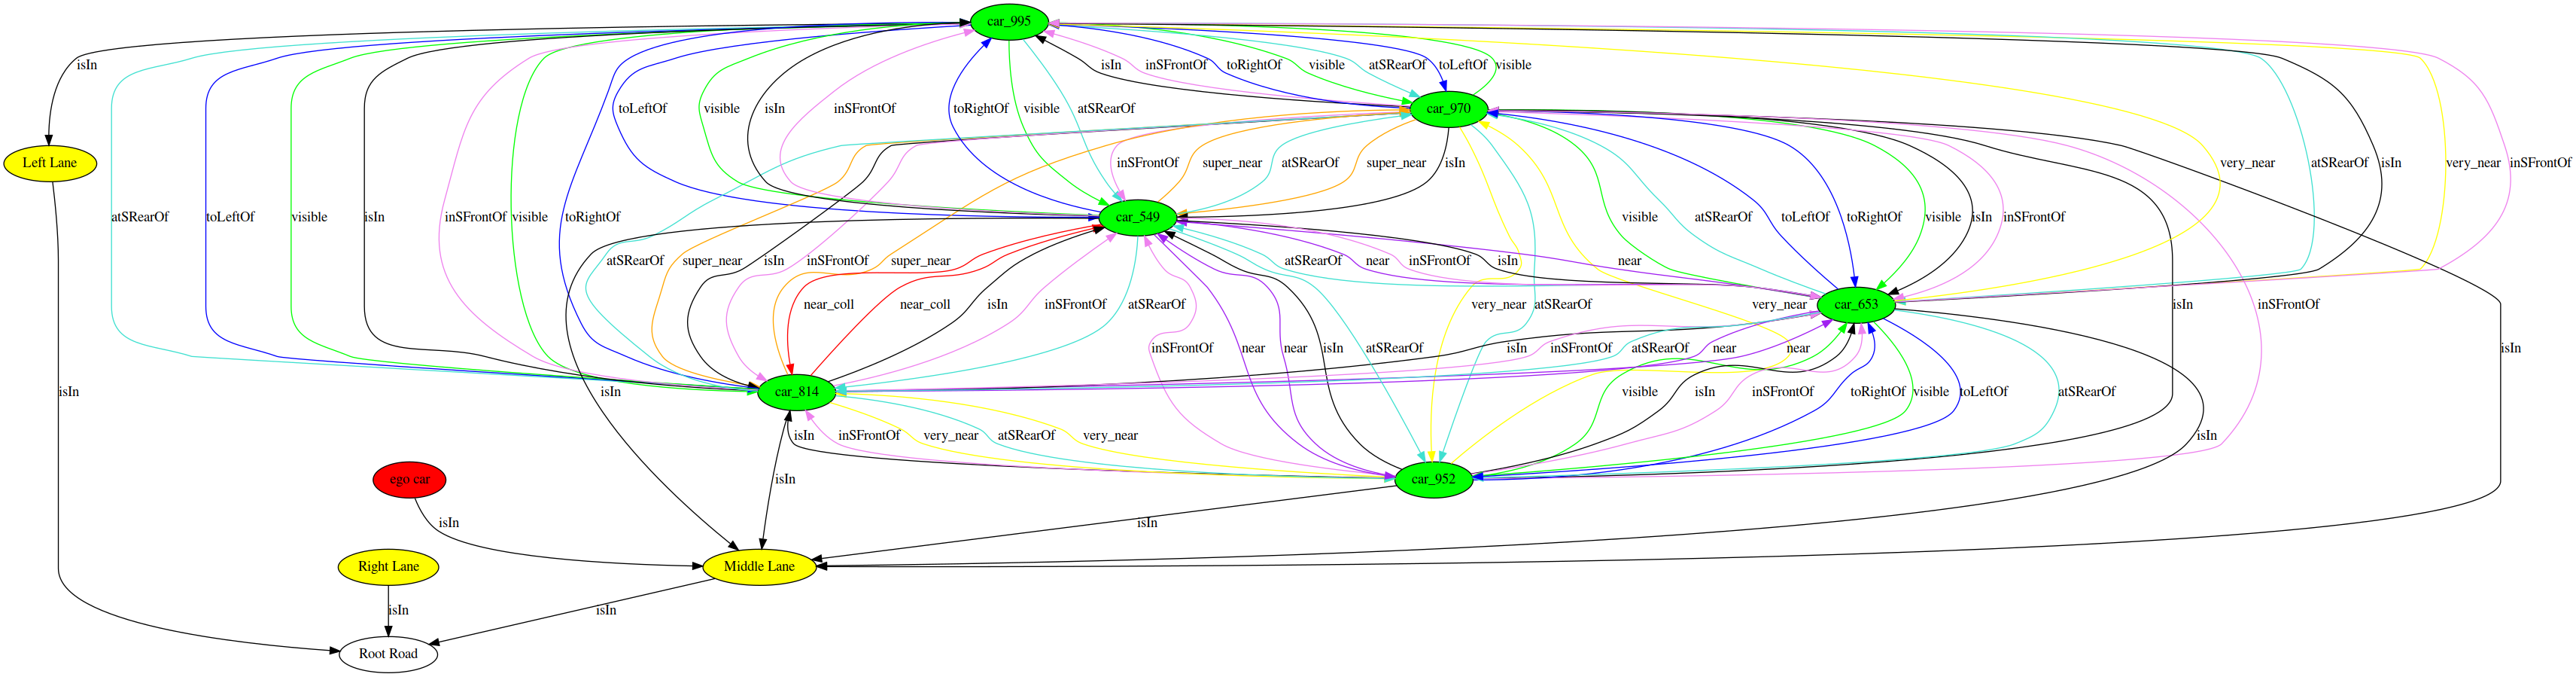 car_995
isIn isIn inSFrontOf toRightOf visible atSRearOf toLeftOf visible
toLeftOf visible isIn inSFrontOf toRightOf visible atSRearOf car_970
Left Lane inSFrontOf super_near atSRearOf super_near isIn very_near atSRearOf isIn very_near inSFrontOf
atSRearOf toLeftOf visible isIn inSFrontOf visible toRightOf car_549 visible atSRearOf toLeftOf toRightOf visible isIn inSFrontOf
atSRearOf super_near isIn inSFrontOf super_near atSRearOf near inSFrontOf isIn near
near_coll near_coll isIn inSFrontOf atSRearOf very_near atSRearOf very_near car_653 isIn inSFrontOf
inSFrontOf near near isIn atSRearOf isIn inSFrontOf atSRearOf near near isIn
isIn isIn car_814 visible isIn inSFrontOf toRightOf visible toLeftOf atSRearOf
isIn inSFrontOf very_near atSRearOf very_near isIn
ego car isIn car_952
isIn isIn
Right Lane Middle Lane
isIn isIn
Root Road